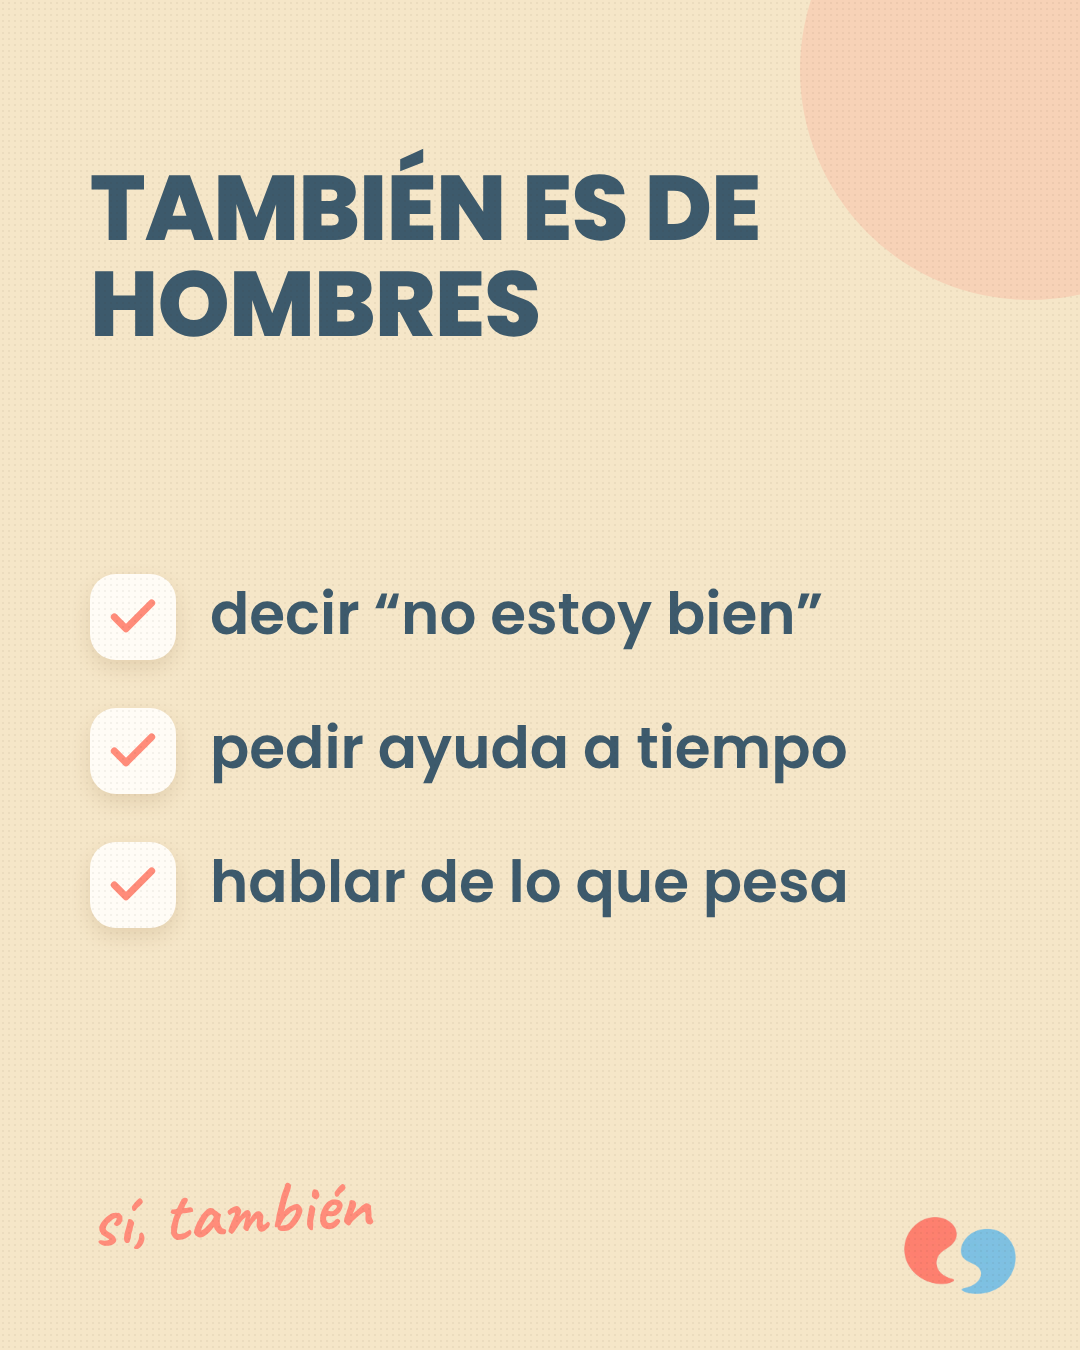 TAMBIÉN ES DE
HOMBRES
decir “no estoy bien”
pedir ayuda a tiempo
hablar de lo que pesa
sí, también